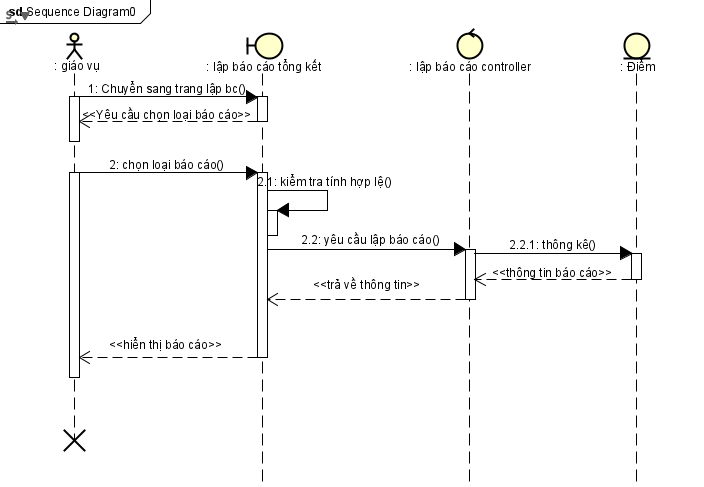 sd Sequence Diagram0
: giáo vụ
: lập báo cáo tổng kết
: lập báo cáo controller
: Điểm
1: Chuyển sang trang lập bc()
<<Yêu cầu chọn loại báo cáo>>
2: chọn loại báo cáo()
2.1: kiểm tra tính hợp lệ()
2.2: yêu cầu lập báo cáo()
2.2.1: thông kê()
<<thông tin báo cáo>>
<<trả về thông tin>>
<<hiển thị báo cáo>>